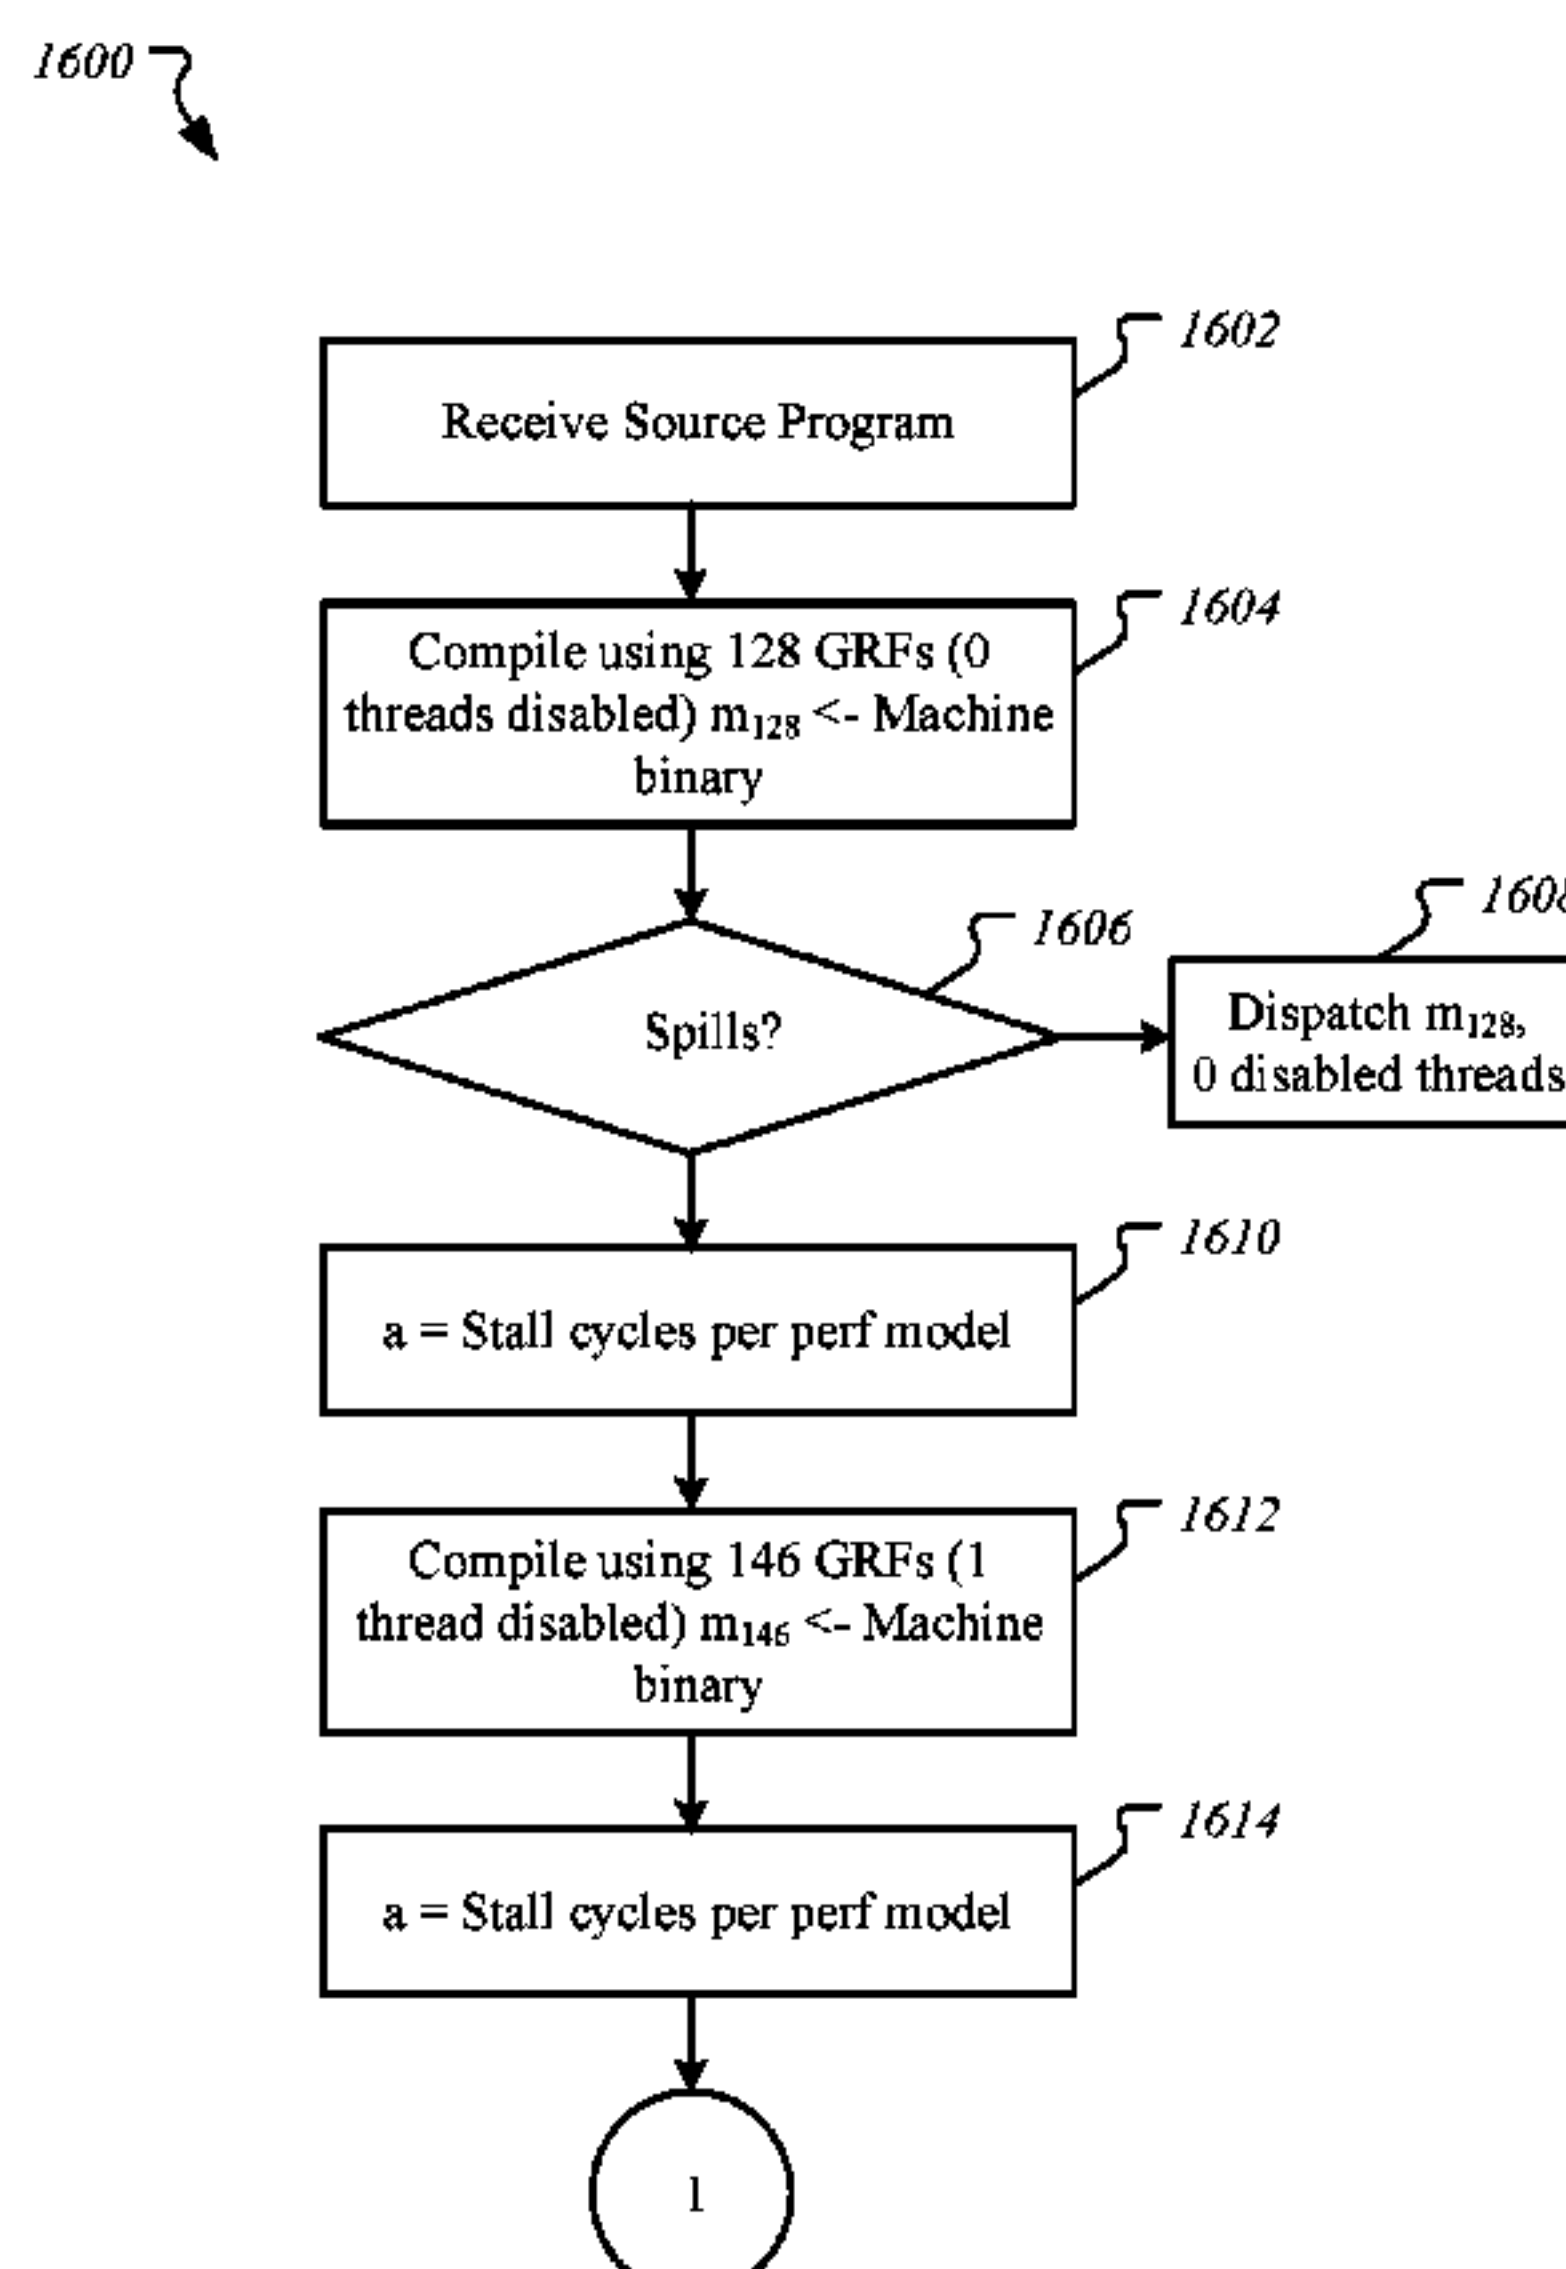 1600
1602
Receive Source Program
1604
Compile using 128 GRFs (0
threads disabled) m128 <- Machine
binary
1606
Spills?
Dispatch m128,
0 disabled threads
1610
a = Stall cycles per perf model
1612
Compile using 146 GRFs (1
thread disabled) m146 <- Machine
binary
1614
a = Stall cycles per perf model
1